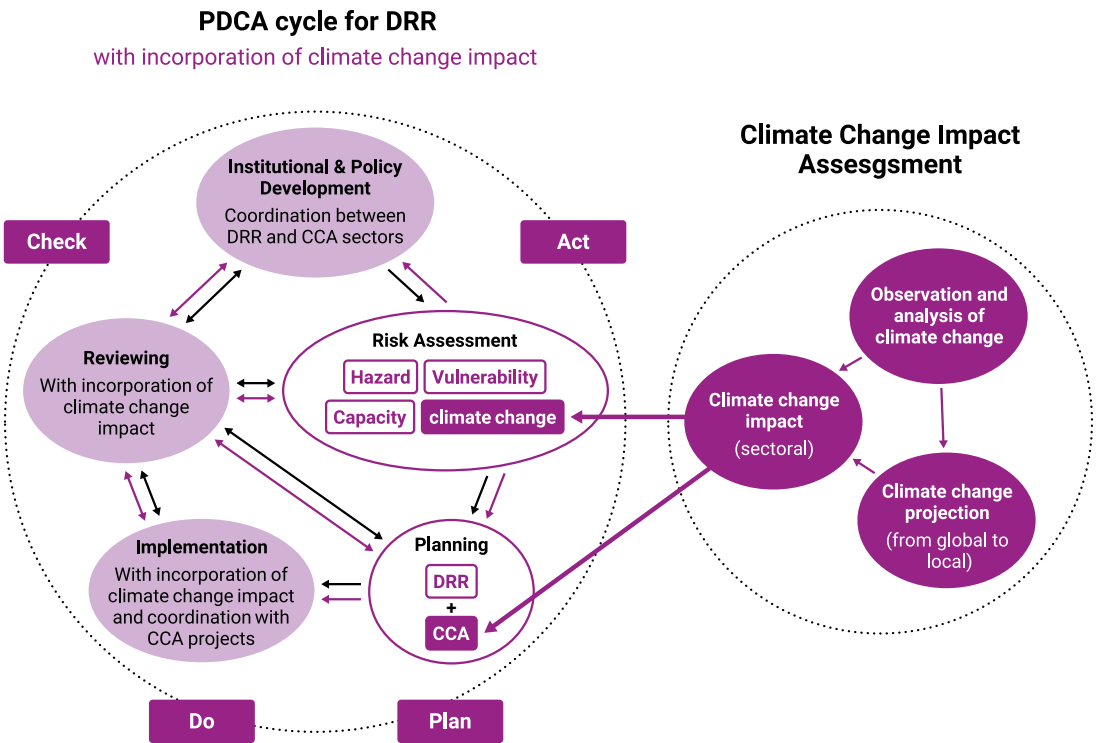 PDCA cycle for DRR
with incorporation of climate change impact
Climate Change Impact
Assesgsment
Check
Act
Institutional & Policy
Development
Coordination between
DRR and CCA sectors
Reviewing
With incorporation of
climate change
impact
Risk Assessment
Hazard
Vulnerability
Capacity
climate change
Implementation
With incorporation of
climate change impact
and coordination with
CCA projects
Planning
DRR
+
CCA
Do
Plan
Observation and
analysis of
climate change
Climate change
impact
(sectoral)
Climate change
projection
(from global to
local)